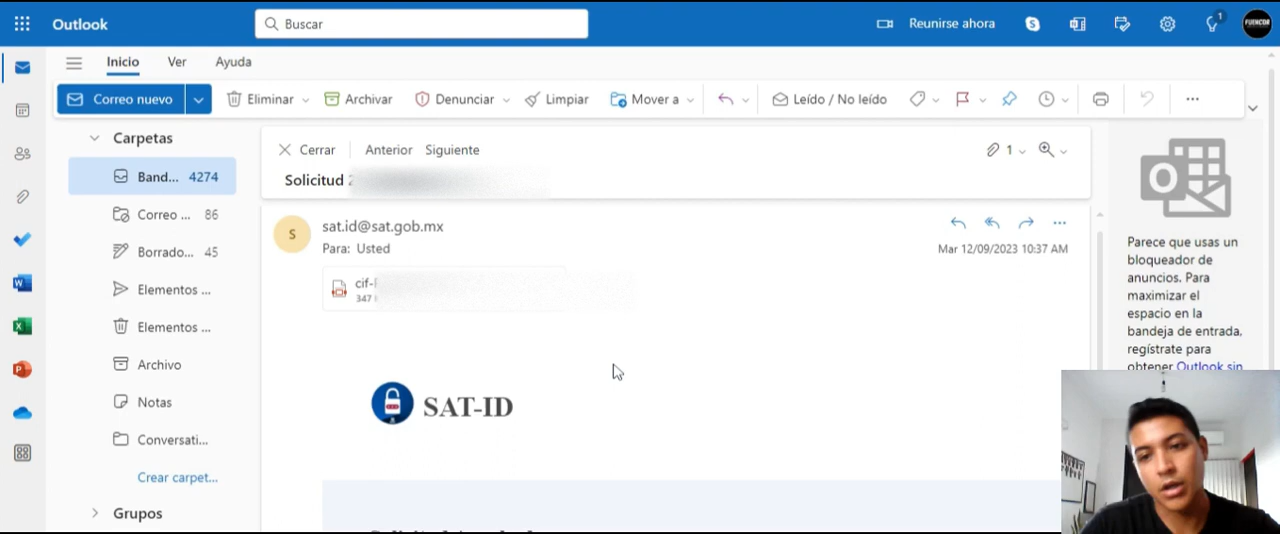 Outlook
Buscar
Reunirse ahora
1
FUENCOR
Inicio Ver Ayuda
Correo nuevo Eliminar Archivar Denunciar Limpiar Mover a Leído / No leído
Carpetas
Band... 4274
Correo ... 86
Borrado... 45
Elementos ...
Elementos ...
Archivo
Notas
Conversati...
Crear carpet...
Grupos
Cerrar Anterior Siguiente 1
Solicitud
S
sat.id@sat.gob.mx
Para: Usted
Mar 12/09/2023 10:37 AM
cif-
347
SAT-ID
Parece que usas un
bloqueador de
anuncios. Para
maximizar el
espacio en la
bandeja de entrada,
regístrate para
obtener Outlook sin